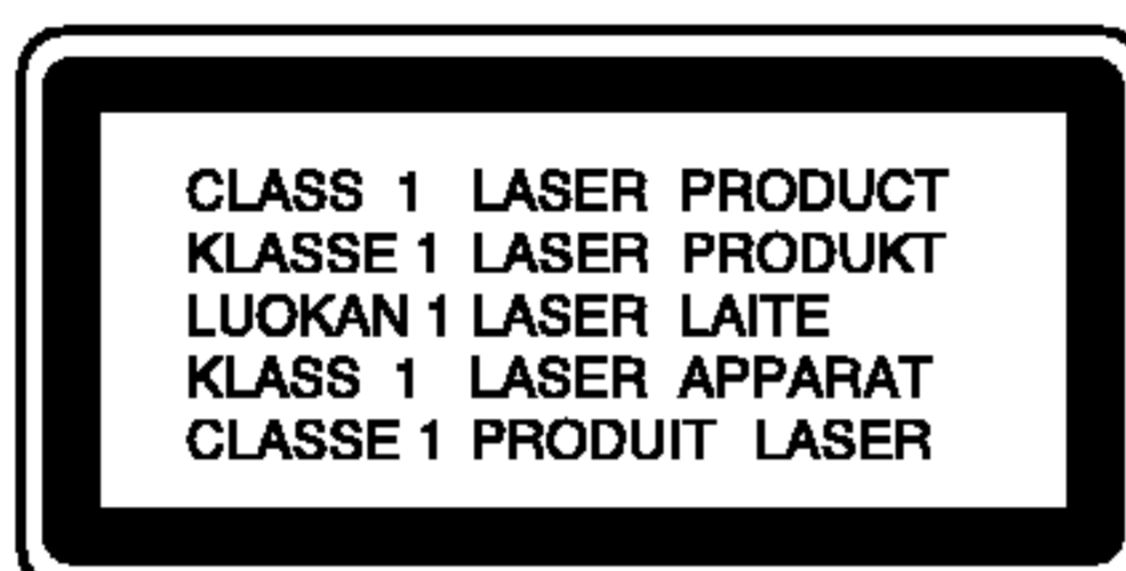 CLASS 1 LASER PRODUCT
KLASSE 1 LASER PRODUKT
LUOKAN 1 LASER LAITE
KLASS 1 LASER APPARAT
CLASSE 1 PRODUIT LASER